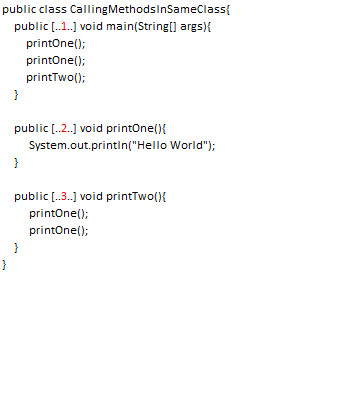 public class CallingMethodsInSameClass{
public [..1..] void main(String[] args){
printOne();
printOne();
printTwo();
}
public [..2..] void printOne(){
System.out.println("Hello World");
}
public [..3..] void printTwo(){
printOne();
printOne();
}
}